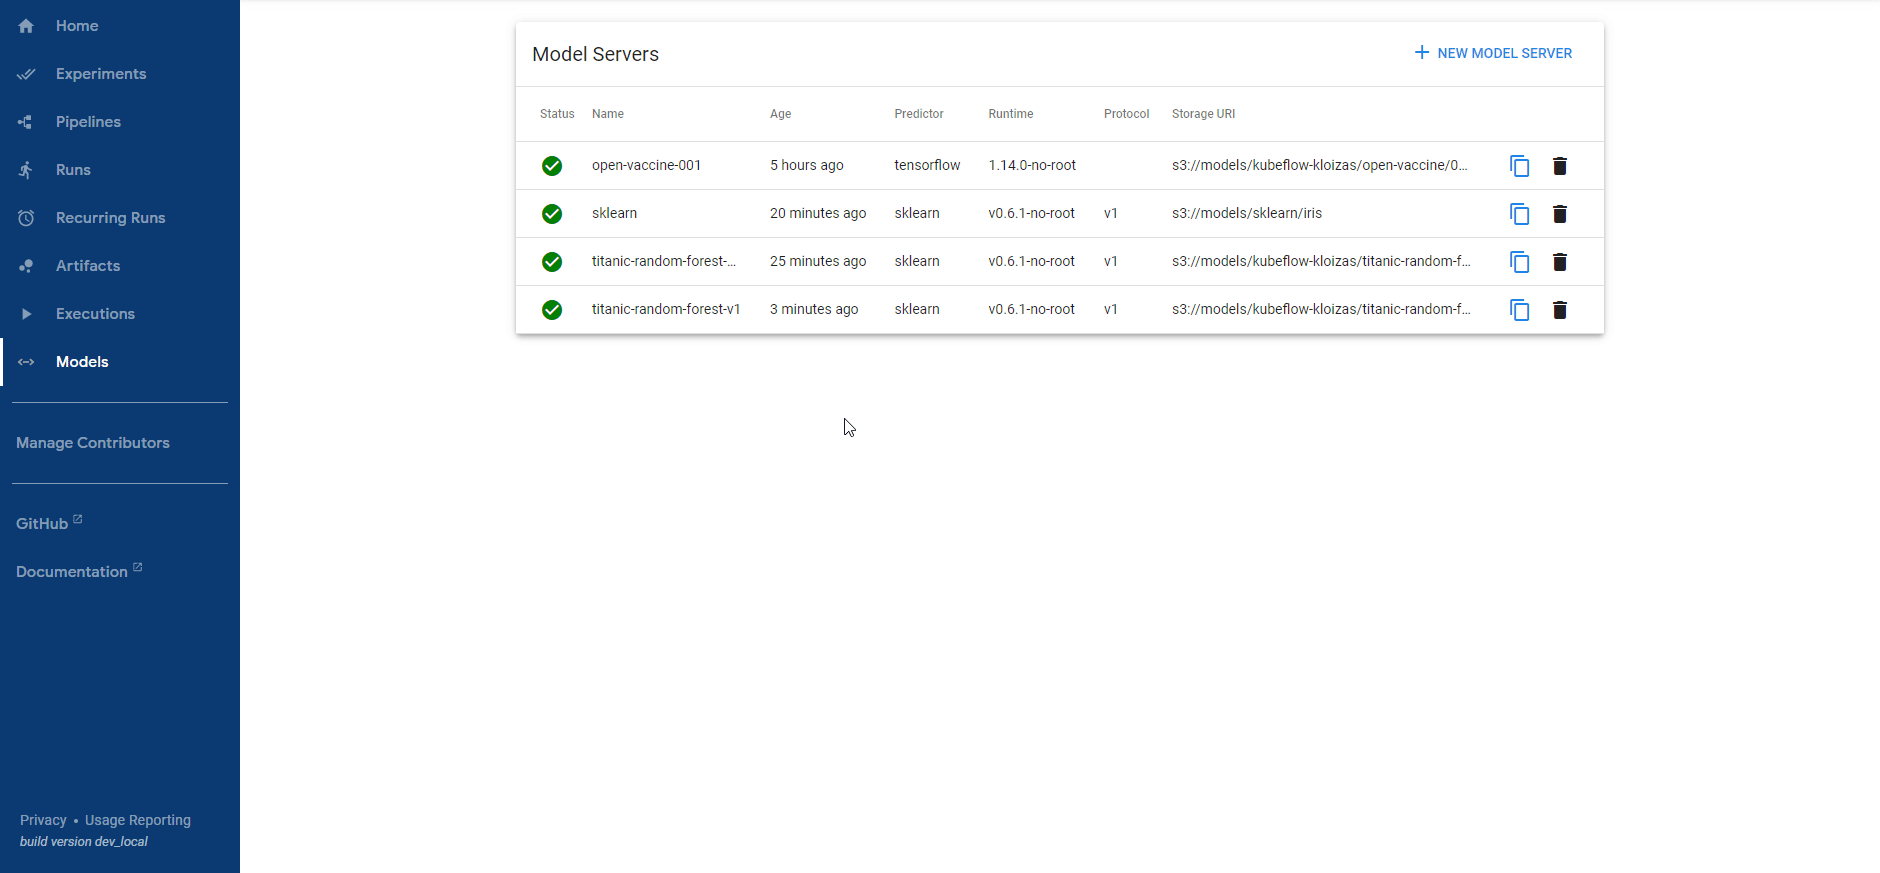 Home
Experiments
Pipelines
Runs
Recurring Runs
Artifacts
Executions
Models
Manage Contributors
GitHub
Documentation
Privacy • Usage Reporting
build version dev_local
Model Servers
+ NEW MODEL SERVER
Status Name Age Predictor Runtime Protocol Storage URI
open-vaccine-001 5 hours ago tensorflow 1.14.0-no-root s3://models/kubeflow-kloizas/open-vaccine/0...
sklearn 20 minutes ago sklearn v0.6.1-no-root v1 s3://models/sklearn/iris
titanic-random-forest-... 25 minutes ago sklearn v0.6.1-no-root v1 s3://models/kubeflow-kloizas/titanic-random-f...
titanic-random-forest-v1 3 minutes ago sklearn v0.6.1-no-root v1 s3://models/kubeflow-kloizas/titanic-random-f...